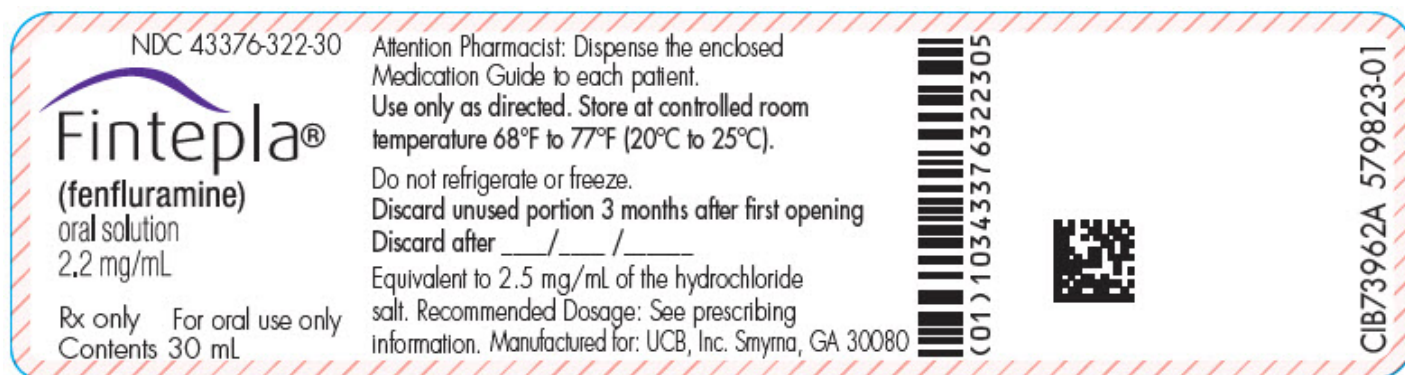 NDC 43376-322-30
Fintepla®
(fenfluramine)
oral solution
2.2 mg/mL
Rx only For oral use only
Contents 30 mL
Attention Pharmacist: Dispense the enclosed
Medication Guide to each patient.
Use only as directed. Store at controlled room
temperature 68°F to 77°F (20°C to 25°C).
Do not refrigerate or freeze.
Discard unused portion 3 months after first opening
Discard after ____/____ /______
Equivalent to 2.5 mg/mL of the hydrochloride
salt. Recommended Dosage: See prescribing
information. Manufactured for: UCB, Inc. Smyrna, GA 30080
(01)10343376322305
CIB73962A 579823-01